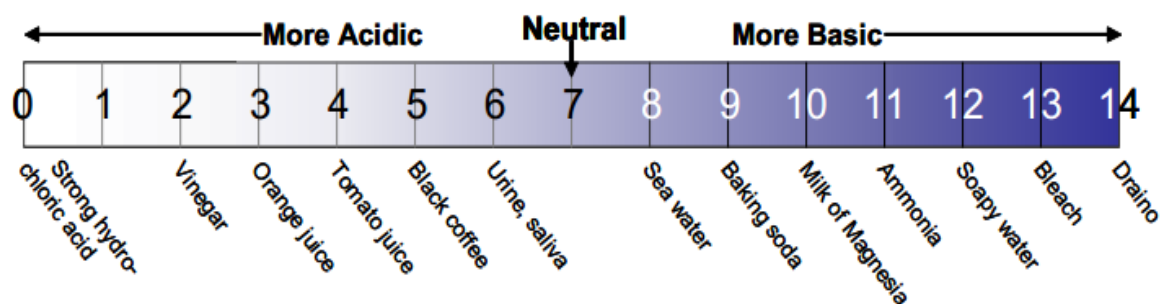 More Acidic Neutral More Basic
0 1 2 3 4 5 6 7 8 9 10 11 12 13 14
Strong hydro-
chloric acid
Vinegar
Orange juice
Tomato juice
Black coffee
Urine, saliva
Sea water
Baking soda
Milk of Magnesia
Ammonia
Soapy water
Bleach
Draino